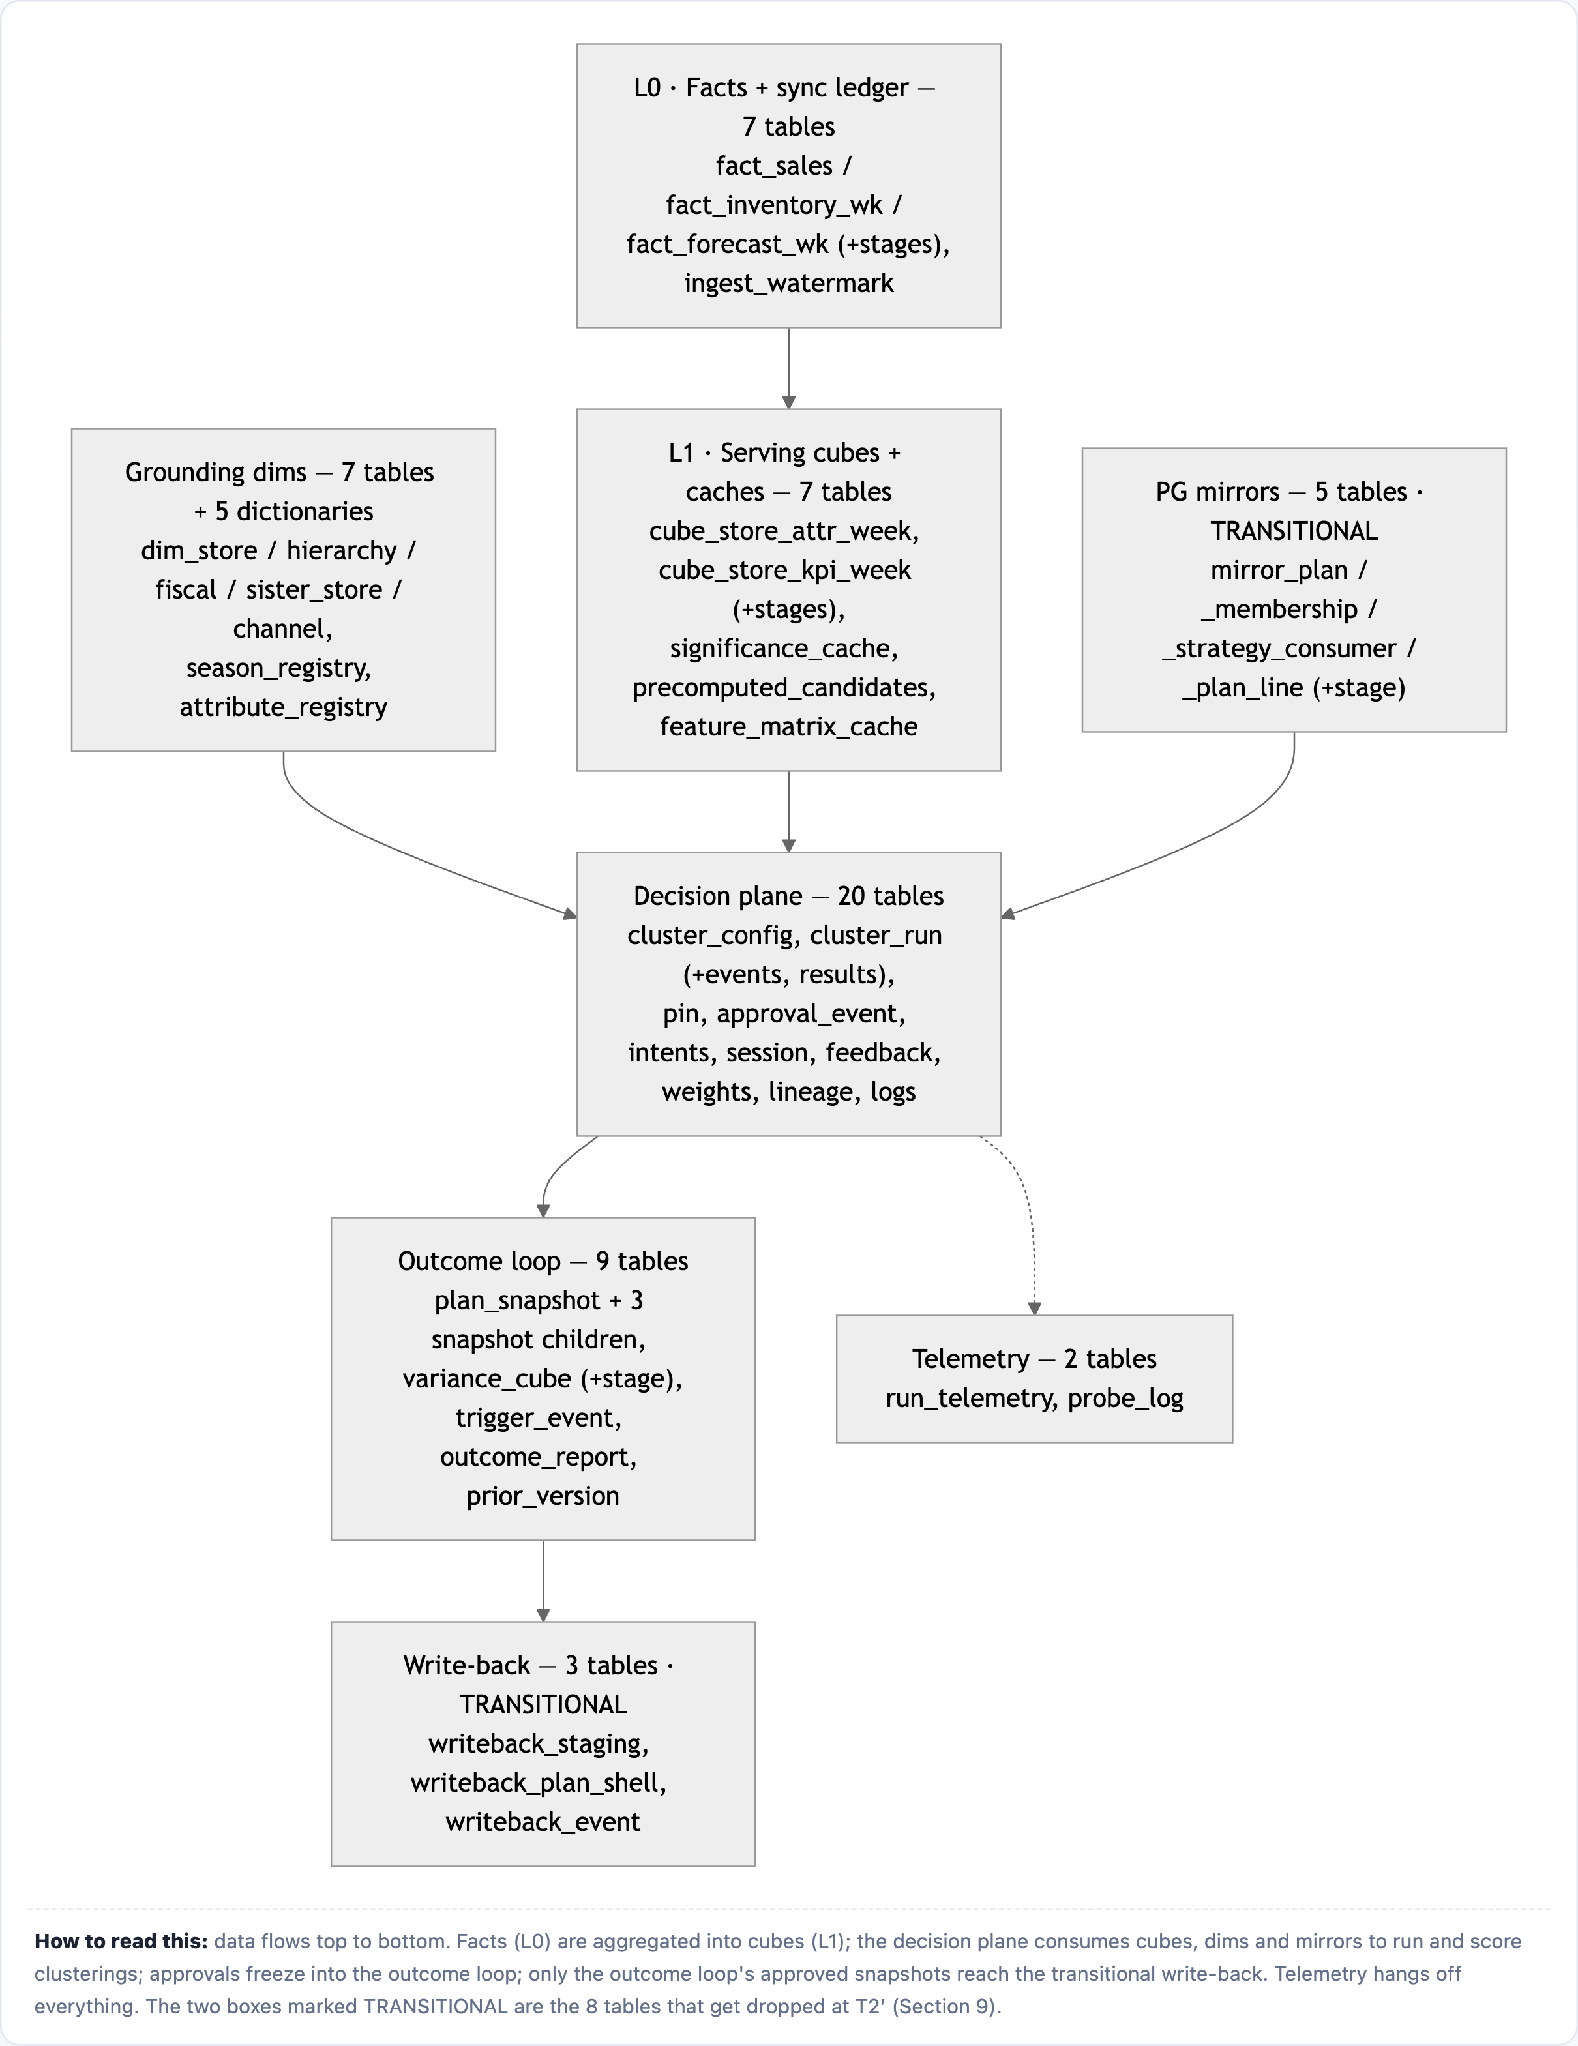 L0 · Facts + sync ledger —
7 tables
fact_sales /
fact_inventory_wk /
fact_forecast_wk (+stages),
ingest_watermark
Grounding dims — 7 tables
+ 5 dictionaries
dim_store / hierarchy /
fiscal / sister_store /
channel,
season_registry,
attribute_registry
L1 · Serving cubes +
caches — 7 tables
cube_store_attr_week,
cube_store_kpi_week
(+stages),
significance_cache,
precomputed_candidates,
feature_matrix_cache
PG mirrors — 5 tables ·
TRANSITIONAL
mirror_plan /
_membership /
_strategy_consumer /
_plan_line (+stage)
Decision plane — 20 tables
cluster_config, cluster_run
(+events, results),
pin, approval_event,
intents, session, feedback,
weights, lineage, logs
Outcome loop — 9 tables
plan_snapshot + 3
snapshot children,
variance_cube (+stage),
trigger_event,
outcome_report,
prior_version
Telemetry — 2 tables
run_telemetry, probe_log
Write-back — 3 tables ·
TRANSITIONAL
writeback_staging,
writeback_plan_shell,
writeback_event
How to read this: data flows top to bottom. Facts (L0) are aggregated into cubes (L1); the decision plane consumes cubes, dims and mirrors to run and score
clusterings; approvals freeze into the outcome loop; only the outcome loop's approved snapshots reach the transitional write-back. Telemetry hangs off
everything. The two boxes marked TRANSITIONAL are the 8 tables that get dropped at T2' (Section 9).